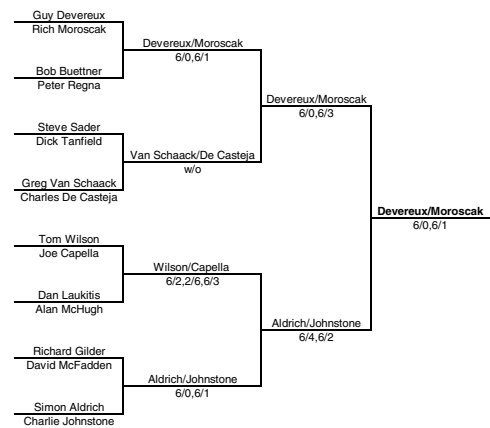 Guy Devereux
Rich Moroscak
Devereux/Moroscak
6/0,6/1
Bob Buettner
Peter Regna
Devereux/Moroscak
6/0,6/3
Steve Sader
Dick Tanfield
Van Schaack/De Casteja
w/o
Greg Van Schaack
Charles De Casteja
Devereux/Moroscak
6/0,6/1
Tom Wilson
Joe Capella
Wilson/Capella
6/2,2/6,6/3
Dan Laukitis
Alan McHugh
Aldrich/Johnstone
6/4,6/2
Richard Gilder
David McFadden
Aldrich/Johnstone
6/0,6/1
Simon Aldrich
Charlie Johnstone